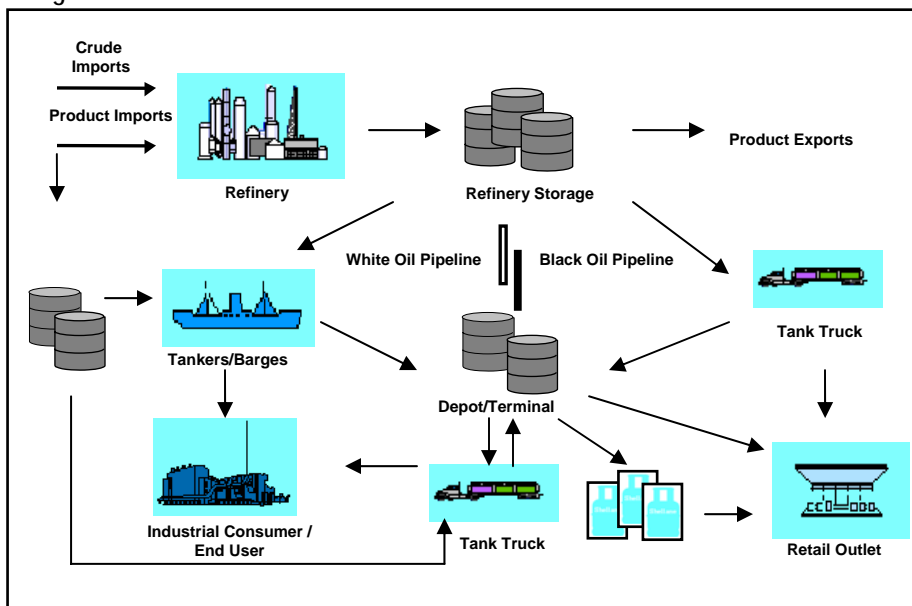 Crude
Imports
Product Imports
Refinery
Refinery Storage
Product Exports
White Oil Pipeline
Black Oil Pipeline
Tank Truck
Tankers/Barges
Depot/Terminal
Industrial Consumer /
End User
Tank Truck
Retail Outlet